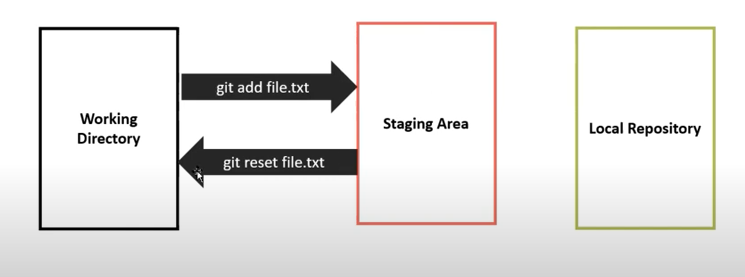 git add file.txt
Working
Directory
Staging Area
Local Repository
git reset file.txt